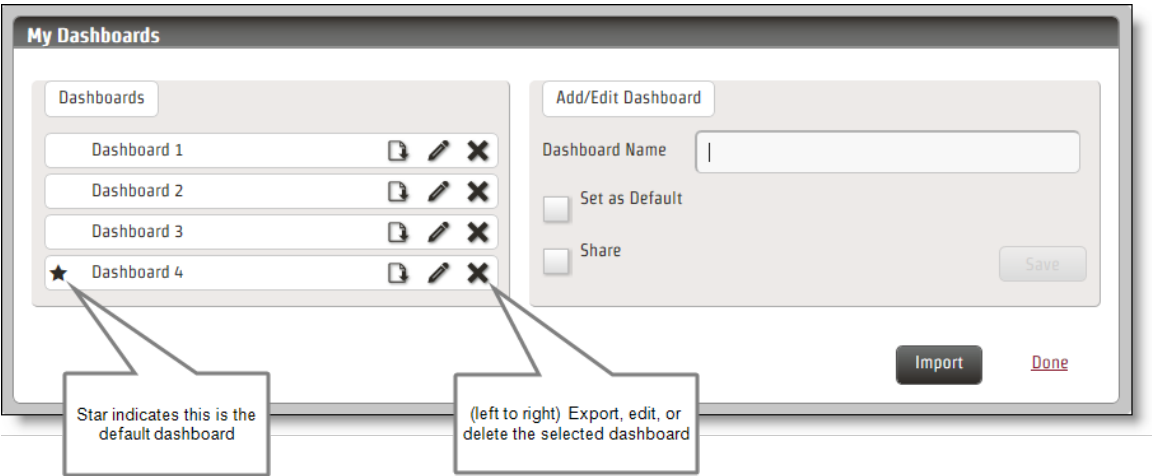 My Dashboards
Dashboards
Dashboard 1
Dashboard 2
Dashboard 3
Dashboard 4
Add/Edit Dashboard
Dashboard Name
Set as Default
Share
Save
Import
Done
Star indicates this is the
default dashboard
(left to right) Export, edit, or
delete the selected dashboard